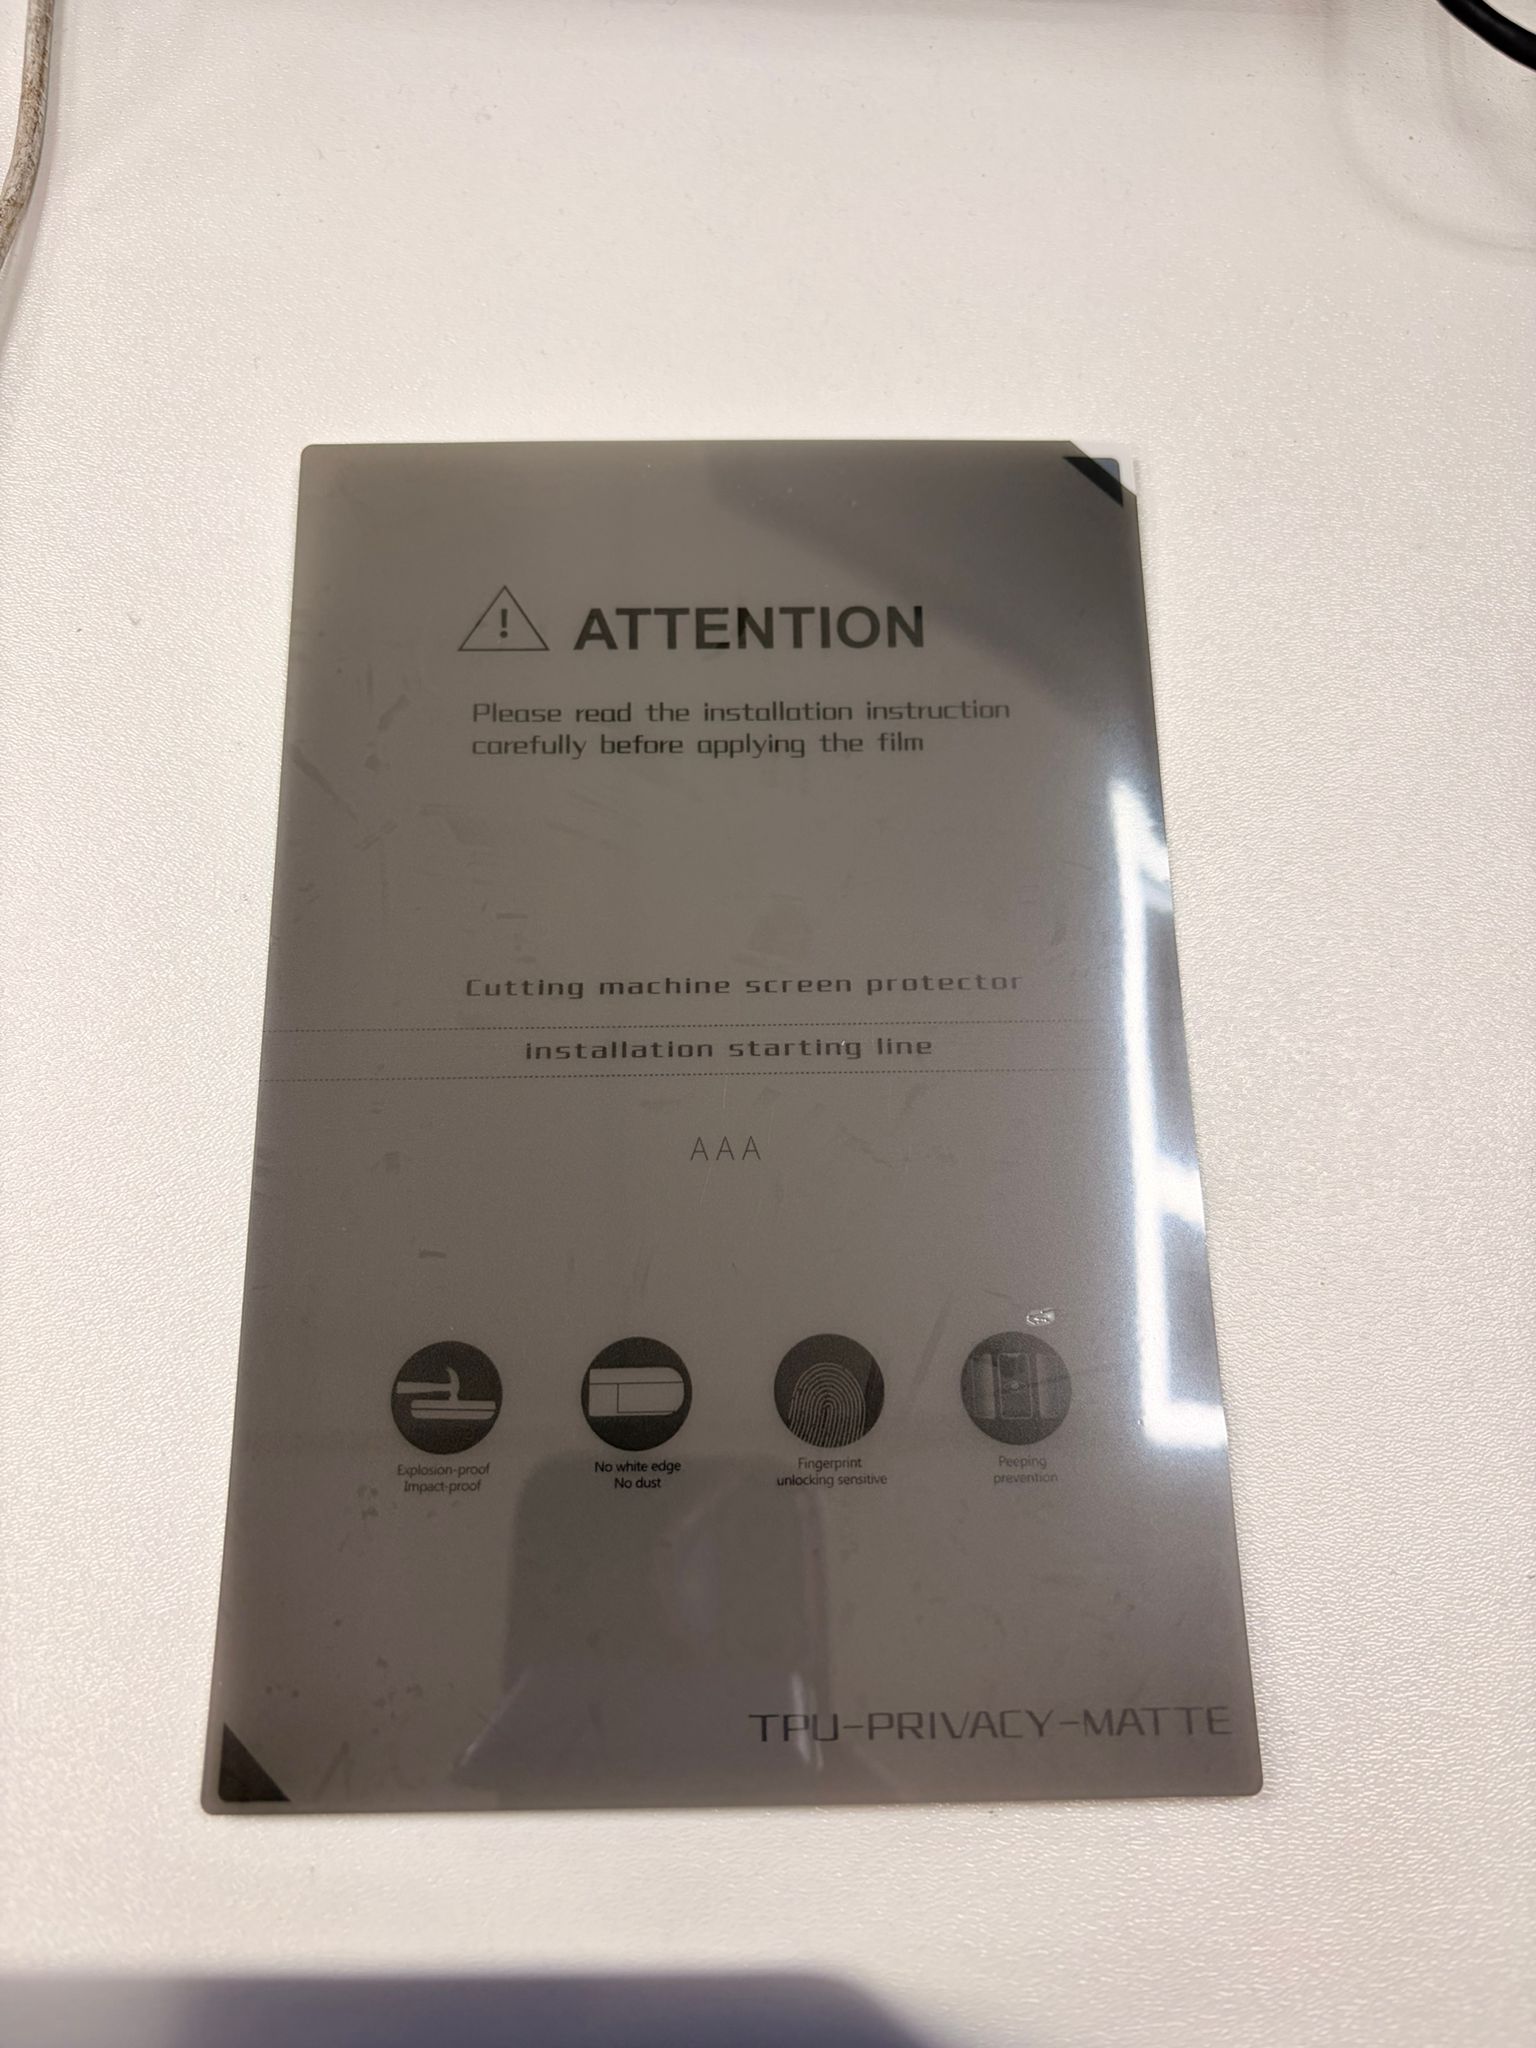 ! ATTENTION
Please read the installation instruction
carefully before applying the film
Cutting machine screen protector
installation starting line
AAA
Explosion-proof
Impact-proof
No white edge
No dust
Fingerprint
unlocking sensitive
Peeping
prevention
TPU-PRIVACY-MATTE